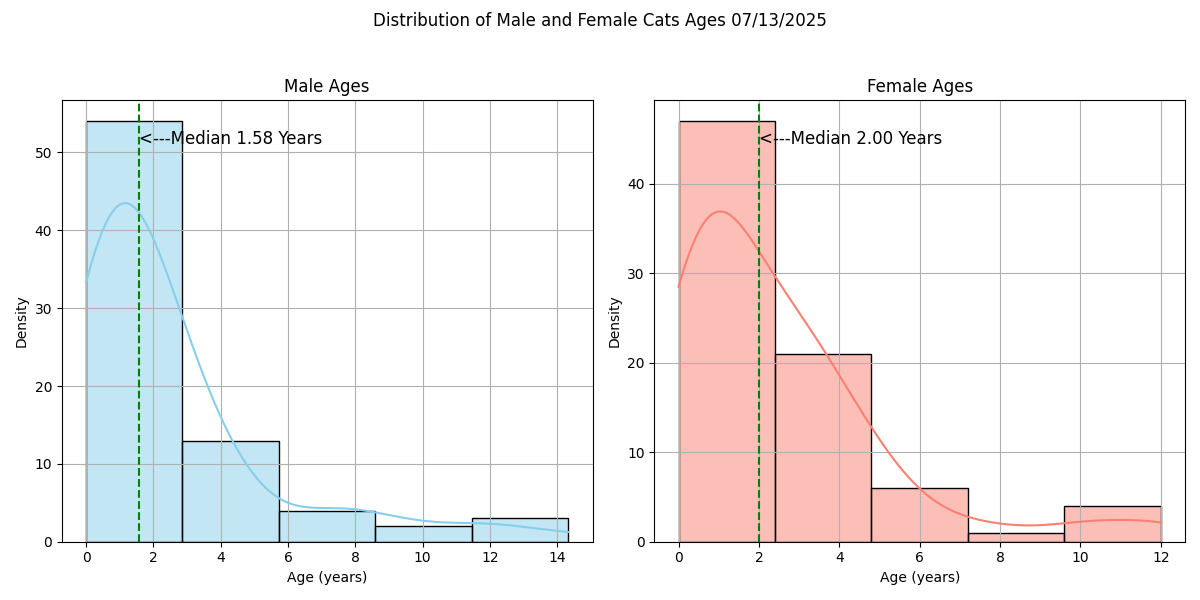 Distribution of Male and Female Cats Ages 07/13/2025
Male Ages
<---Median 1.58 Years
Density
50
40
30
20
10
0
0 2 4 6 8 10 12 14
Age (years)
Female Ages
<---Median 2.00 Years
Density
40
30
20
10
0
0 2 4 6 8 10 12
Age (years)